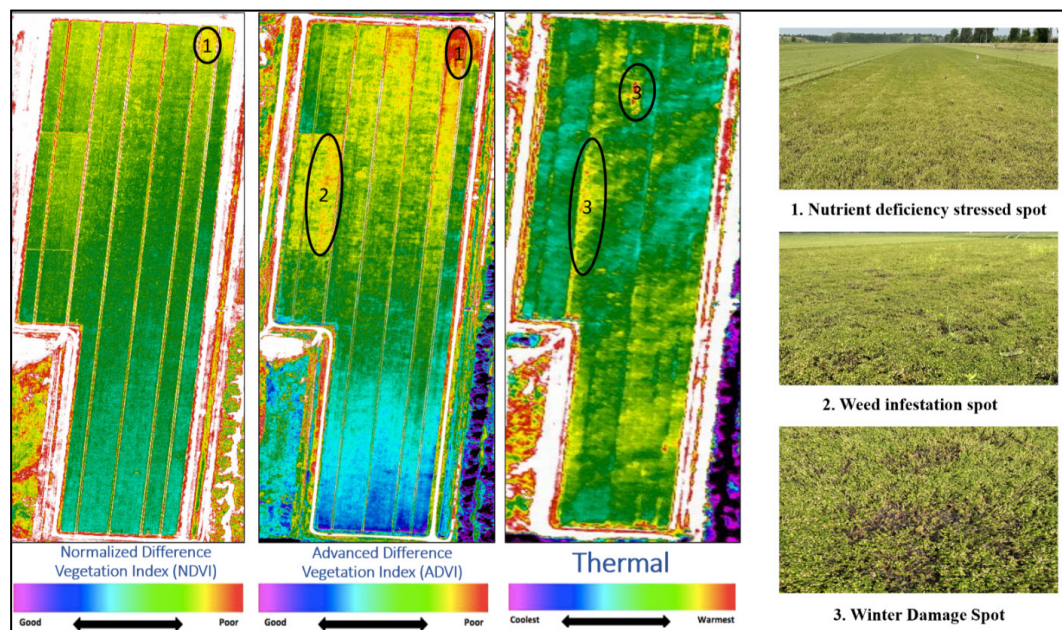 1
1
2
3
3
Normalized Difference
Vegetation Index (NDVI)
Good
Poor
Advanced Difference
Vegetation Index (ADVI)
Good
Poor
Thermal
Coolest
Warmest
1. Nutrient deficiency stressed spot
2. Weed infestation spot
3. Winter Damage Spot